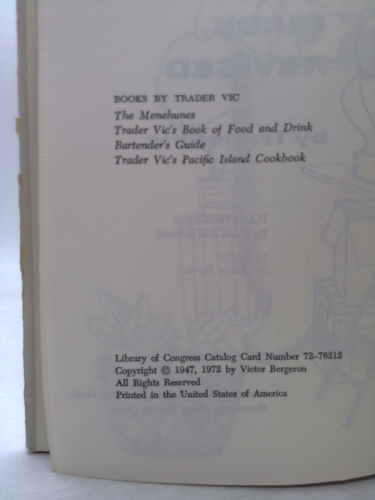 BOOKS BY TRADER VIC
The Menehunes
Trader Vic's Book of Food and Drink
Bartender's Guide
Trader Vic's Pacific Island Cookbook
Library of Congress Catalog Card Number 72-76212
Copyright © 1947, 1972 by Victor Bergeron
All Rights Reserved
Printed in the United States of America